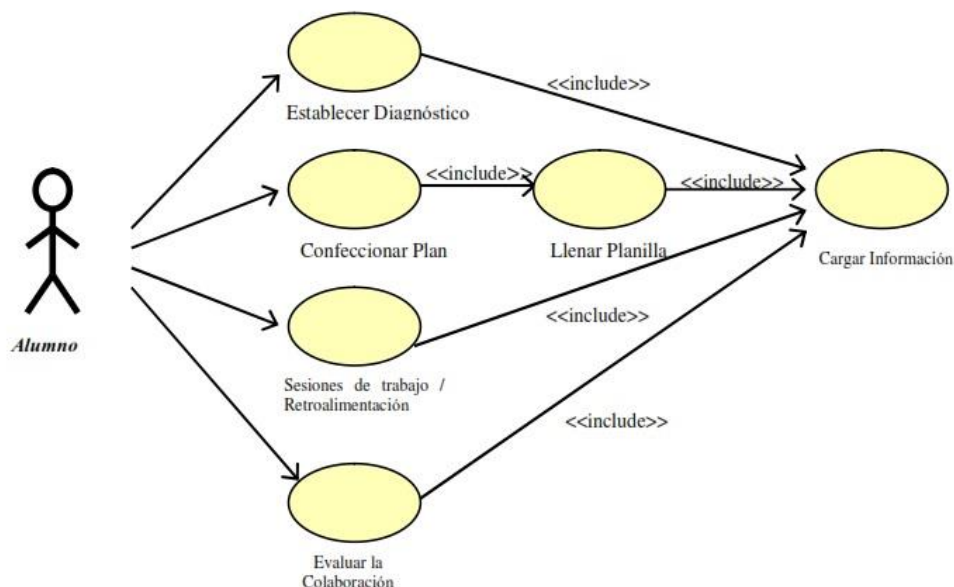 <<include>>
Establecer Diagnóstico
<<include>>
<<include>>
Confeccionar Plan
Llenar Planilla
Cargar Información
<<include>>
Alumno
Sesiones de trabajo /
Retroalimentación
<<include>>
Evaluar la
Colaboración